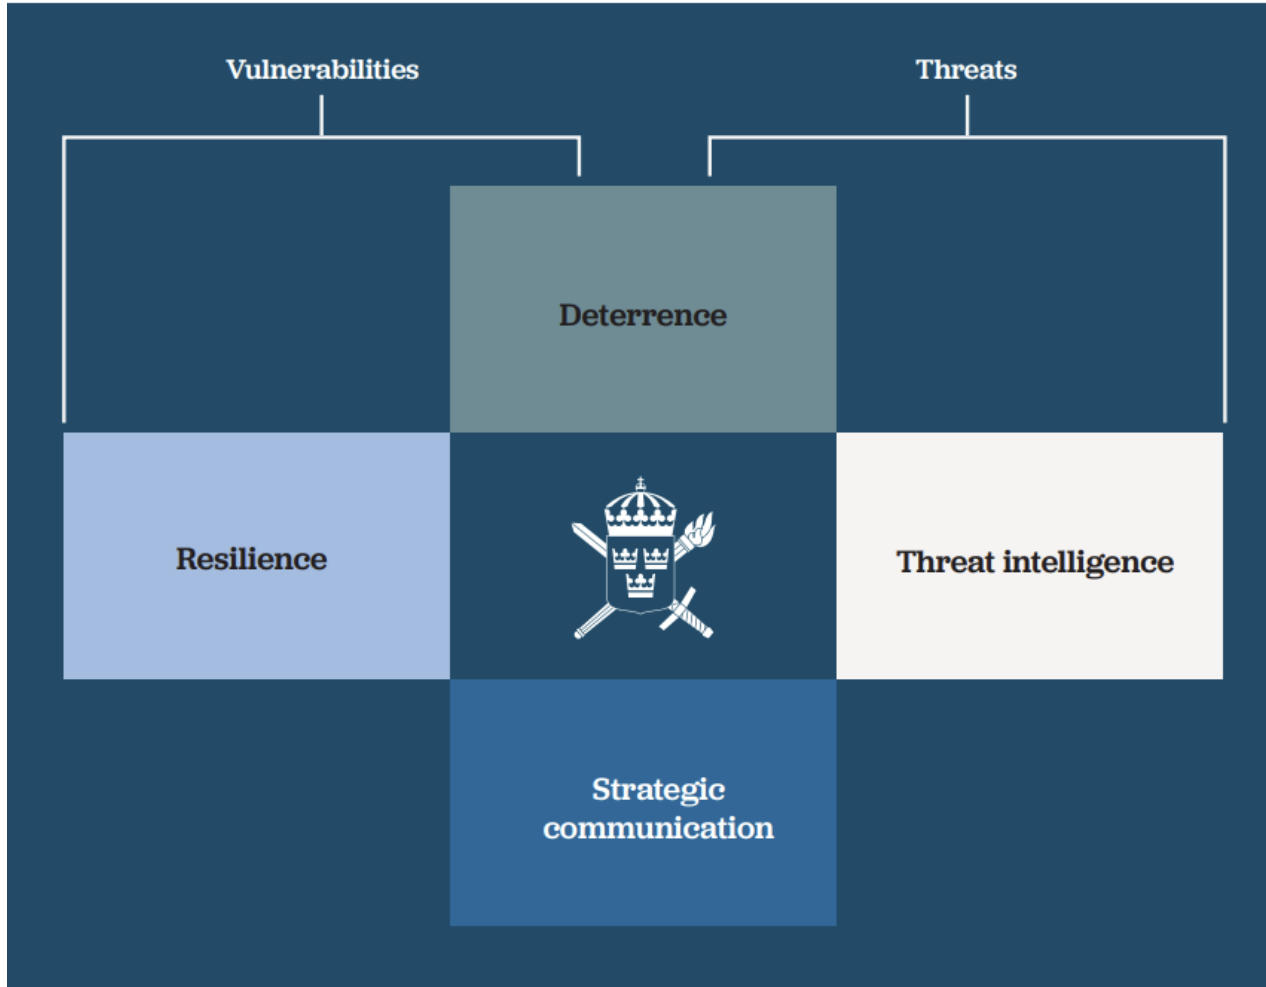 Vulnerabilities
Threats
Deterrence
Resilience
Threat intelligence
Strategic
communication